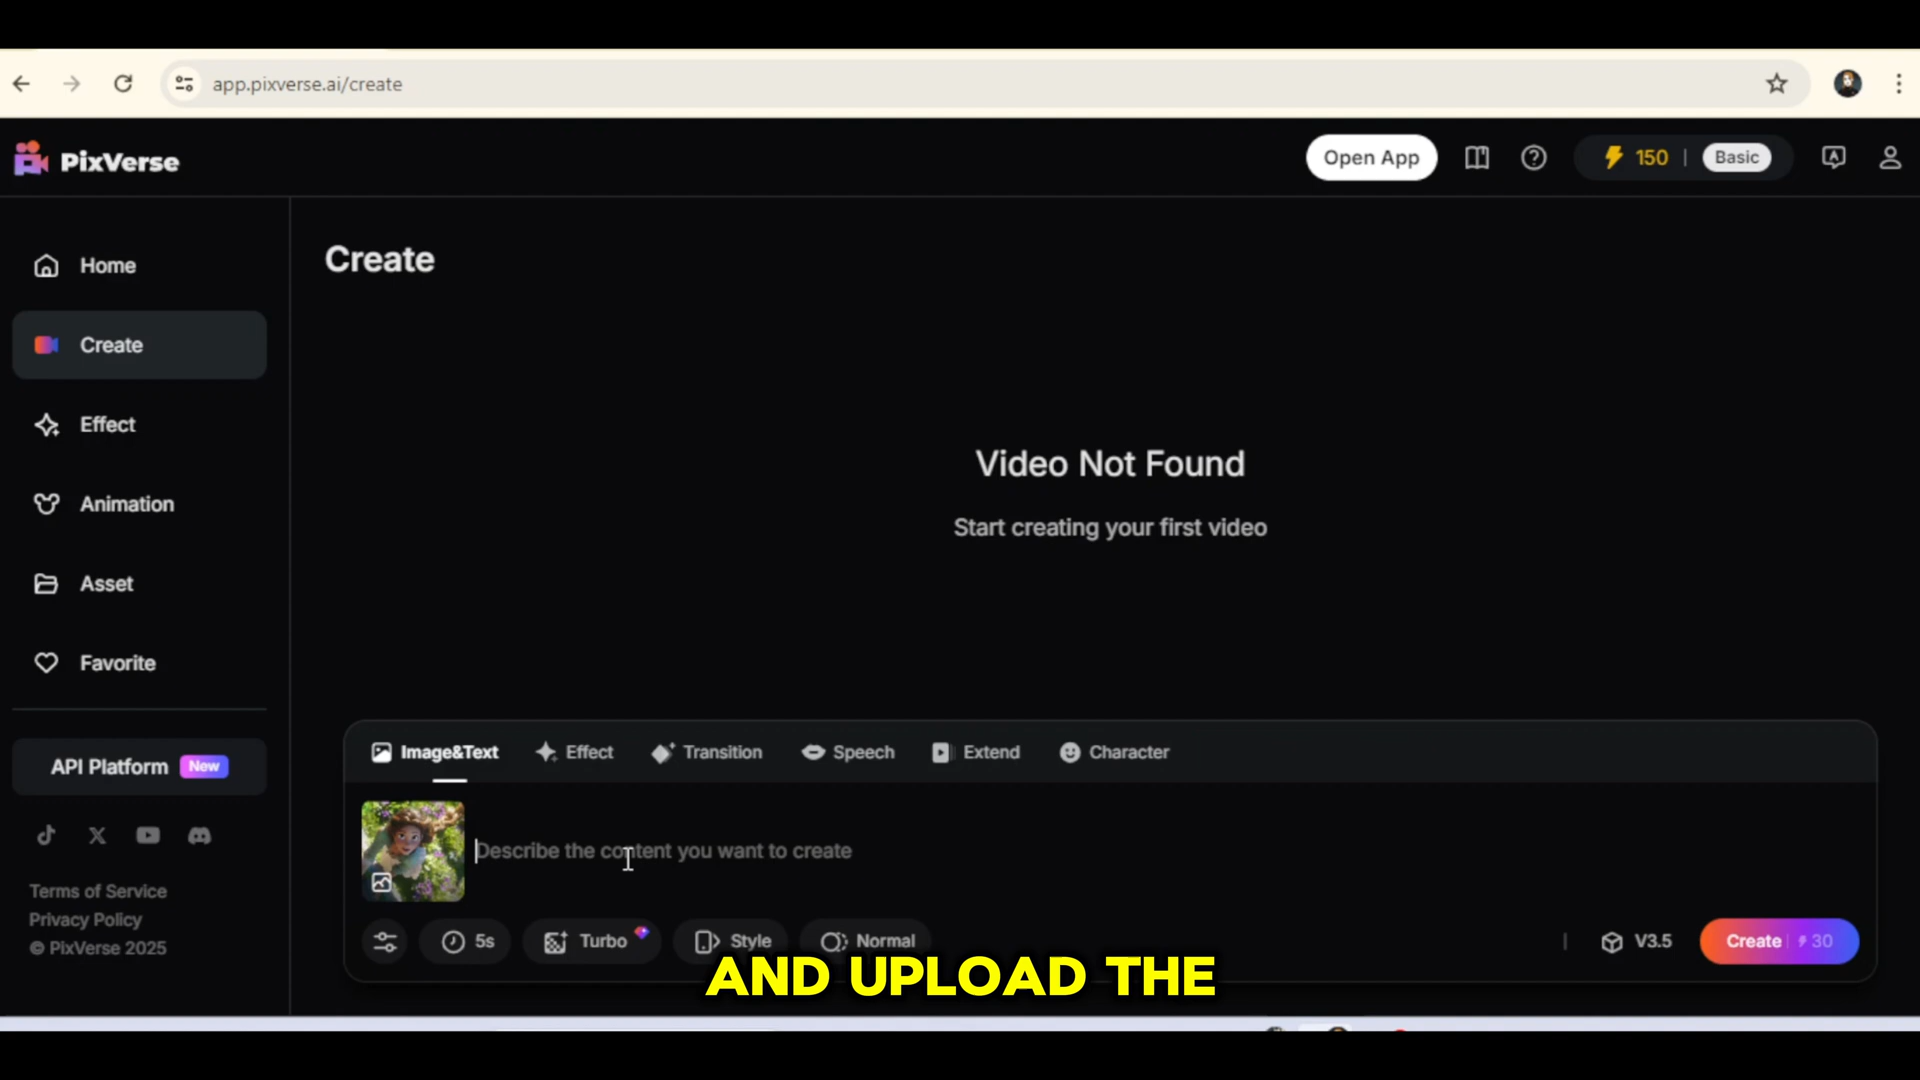 app.pixverse.ai/create
PixVerse
Open App
150 | Basic
Home
Create
Effect
Animation
Asset
Favorite
API Platform New
Terms of Service
Privacy Policy
© PixVerse 2025
Create
Video Not Found
Start creating your first video
Image&Text Effect Transition Speech Extend Character
Describe the content you want to create
5s Turbo Style Normal V3.5 Create 30
AND UPLOAD THE